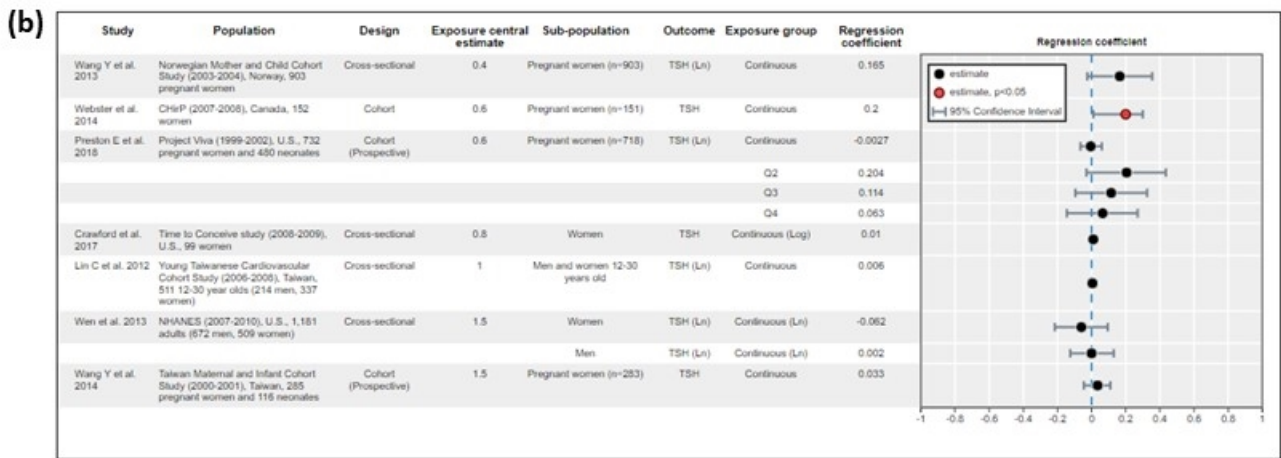 (b)
Study Population Design Exposure central estimate Sub-population Outcome Exposure group Regression coefficient
Regression coefficient
Wang Y et al. 2013 Norwegian Mother and Child Cohort Study (2003-2004), Norway, 903 pregnant women Cross-sectional 0.4 Pregnant women (n=903) TSH (Ln) Continuous 0.165
Webster et al. 2014 CHirP (2007-2008), Canada, 152 women Cohort 0.6 Pregnant women (n=151) TSH Continuous 0.2
Preston E et al. 2018 Project Viva (1999-2002), U.S., 732 pregnant women and 480 neonates Cohort (Prospective) 0.6 Pregnant women (n=718) TSH (Ln) Continuous -0.0027
Q2 0.204
Q3 0.114
Q4 0.063
Crawford et al. 2017 Time to Conceive study (2008-2009), U.S., 99 women Cross-sectional 0.8 Women TSH Continuous (Log) 0.01
Lin C et al. 2012 Young Taiwanese Cardiovascular Cohort Study (2006-2008), Taiwan, 511 12-30 year olds (214 men, 337 women) Cross-sectional 1 Men and women 12-30 years old TSH (Ln) Continuous 0.006
Wen et al. 2013 NHANES (2007-2010), U.S., 1,181 adults (672 men, 509 women) Cross-sectional 1.5 Women TSH (Ln) Continuous (Ln) -0.062
Men TSH (Ln) Continuous (Ln) 0.002
Wang Y et al. 2014 Taiwan Maternal and Infant Cohort Study (2000-2001), Taiwan, 285 pregnant women and 116 neonates Cohort (Prospective) 1.5 Pregnant women (n=283) TSH Continuous 0.033
estimate
estimate, p<0.05
95% Confidence Interval
-1 -0.8 -0.6 -0.4 -0.2 0 0.2 0.4 0.6 0.8 1